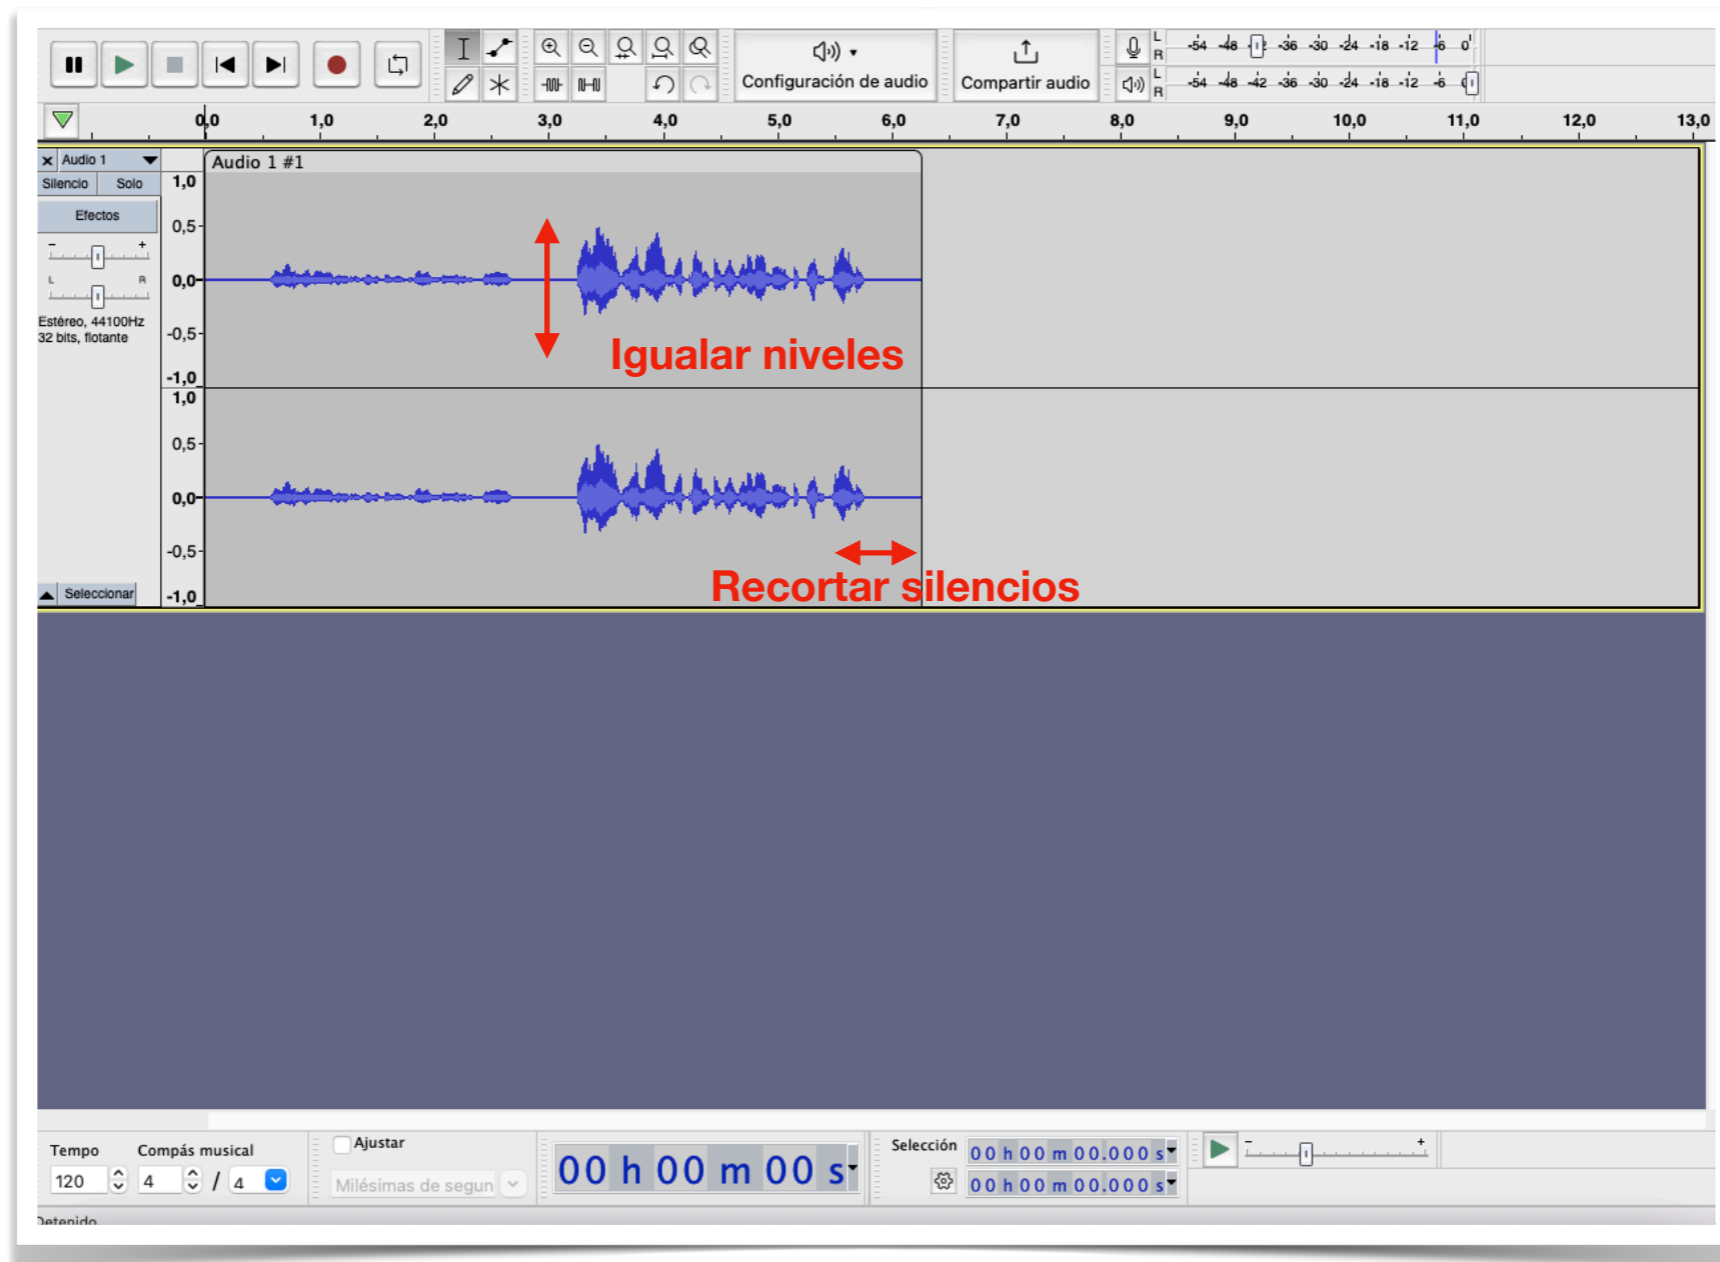 Configuración de audio
Compartir audio
L
R
-54 -48 -36 -30 -24 -18 -12 -6 0
L
R
-54 -48 -42 -36 -30 -24 -18 -12 -6
0,0 1,0 2,0 3,0 4,0 5,0 6,0 7,0 8,0 9,0 10,0 11,0 12,0 13,0
x Audio 1
Audio 1 #1
Silencio Solo
Efectos
- +
L R
Estéreo, 44100Hz
32 bits, flotante
1,0
0,5
0,0
-0,5
-1,0
Igualar niveles
1,0
0,5
0,0
-0,5
-1,0
Recortar silencios
Seleccionar
Tempo Compás musical
120 4 / 4
Ajustar
Milésimas de segun
00 h 00 m 00 s
Selección
00 h 00 m 00.000 s
00 h 00 m 00.000 s
- +
Detenido